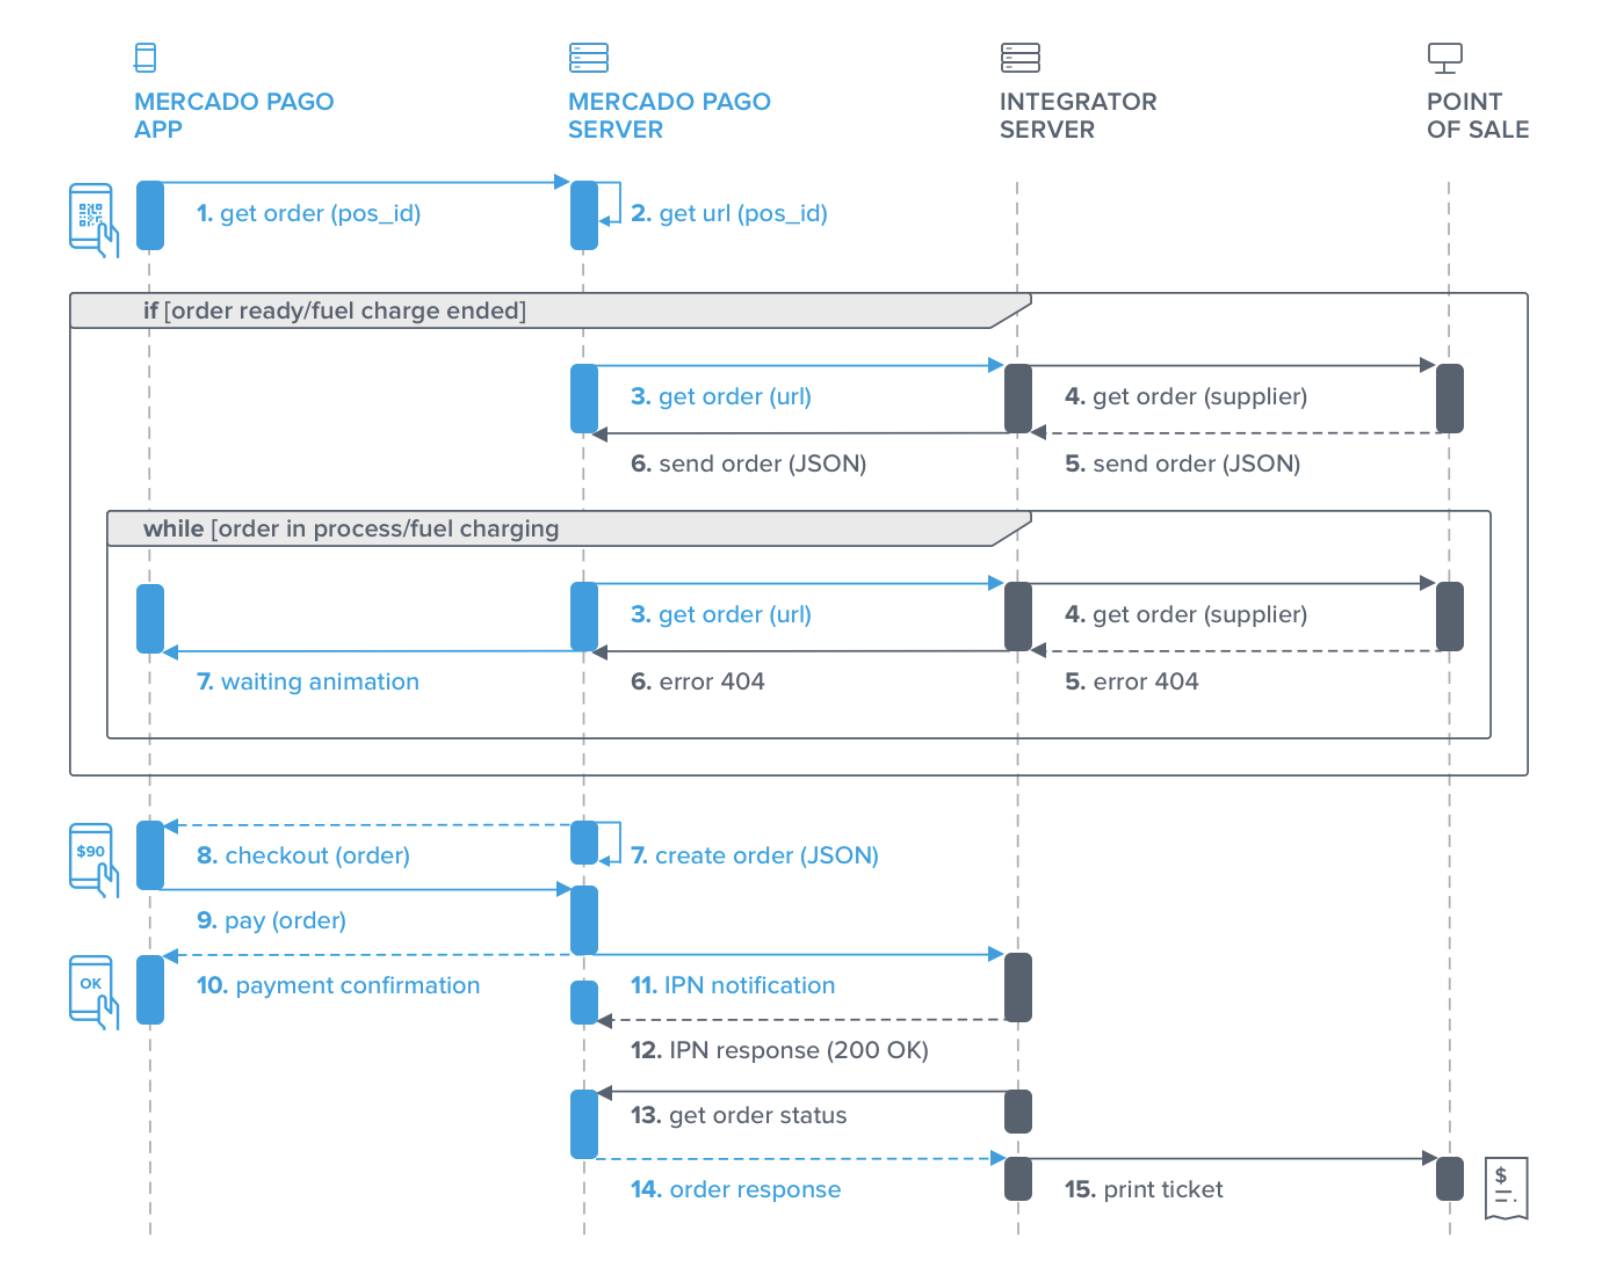 MERCADO PAGO
APP
MERCADO PAGO
SERVER
INTEGRATOR
SERVER
POINT
OF SALE
1. get order (pos_id)
2. get url (pos_id)
if [order ready/fuel charge ended]
3. get order (url)
4. get order (supplier)
6. send order (JSON)
5. send order (JSON)
while [order in process/fuel charging
3. get order (url)
4. get order (supplier)
7. waiting animation
6. error 404
5. error 404
$90
8. checkout (order)
7. create order (JSON)
9. pay (order)
OK
10. payment confirmation
11. IPN notification
12. IPN response (200 OK)
13. get order status
14. order response
15. print ticket
$